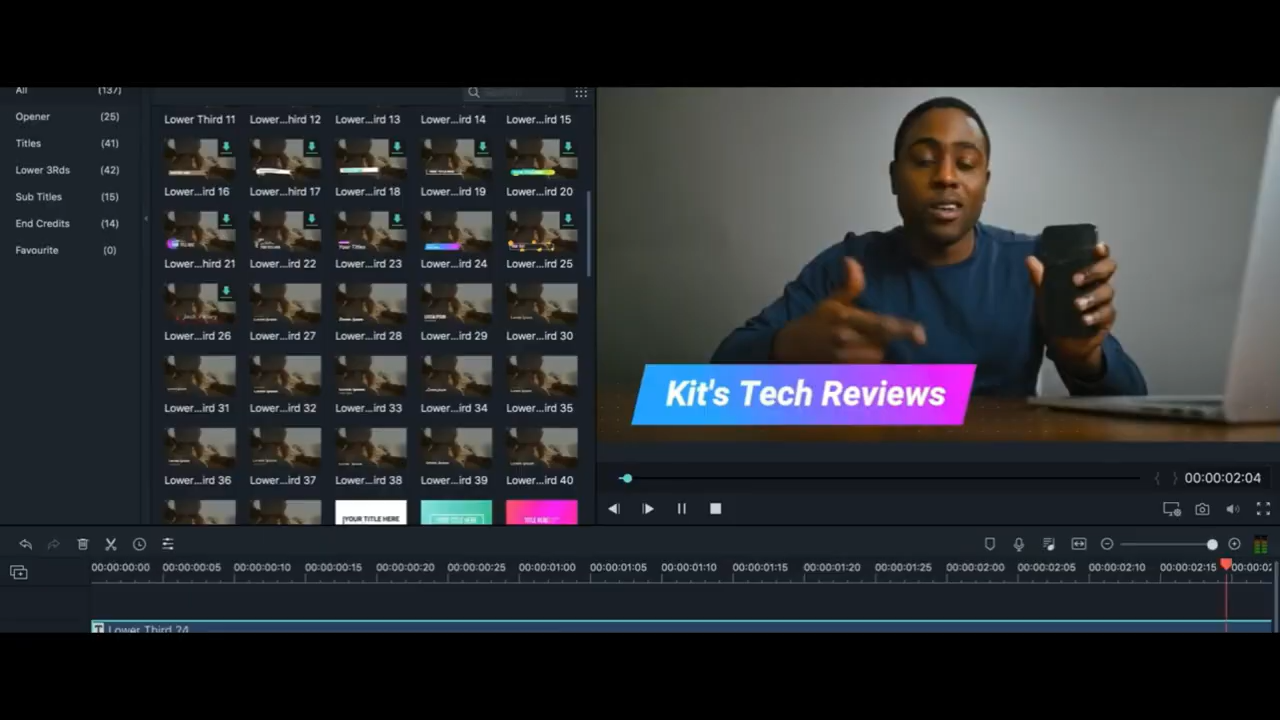 All (137)
Opener (25)
Titles (41)
Lower 3Rds (42)
Sub Titles (15)
End Credits (14)
Favourite (0)
Lower Third 11 Lower...hird 12 Lower...ird 13 Lower...ird 14 Lower...ird 15
Lower...ird 16 Lower...hird 17 Lower...ird 18 Lower...ird 19 Lower...ird 20
Your Titles
Lower...hird 21 Lower...ird 22 Lower...ird 23 Lower...ird 24 Lower...ird 25
Lower...ird 26 Lower...ird 27 Lower...ird 28 Lower...ird 29 Lower...ird 30
Lower...ird 31 Lower...ird 32 Lower...ird 33 Lower...ird 34 Lower...ird 35
Lower...ird 36 Lower...ird 37 Lower...ird 38 Lower...ird 39 Lower...ird 40
YOUR TITLE HERE YOUR TITLE HERE
Kit's Tech Reviews
00:00:02:04
00:00:00:00 00:00:00:05 00:00:00:10 00:00:00:15 00:00:00:20 00:00:00:25 00:00:01:00 00:00:01:05 00:00:01:10 00:00:01:15 00:00:01:20 00:00:01:25 00:00:02:00 00:00:02:05 00:00:02:10 00:00:02:15 00:00:02:
T Lower Third 24